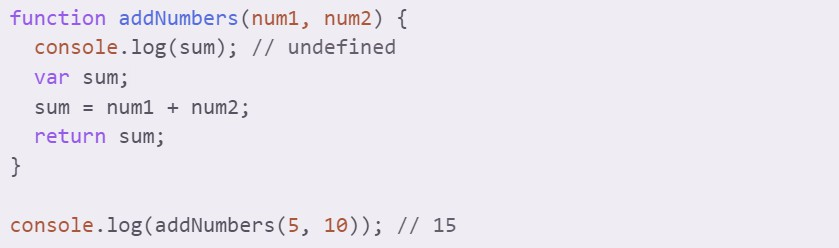 function addNumbers(num1, num2) {
  console.log(sum); // undefined
  var sum;
  sum = num1 + num2;
  return sum;
}

console.log(addNumbers(5, 10)); // 15